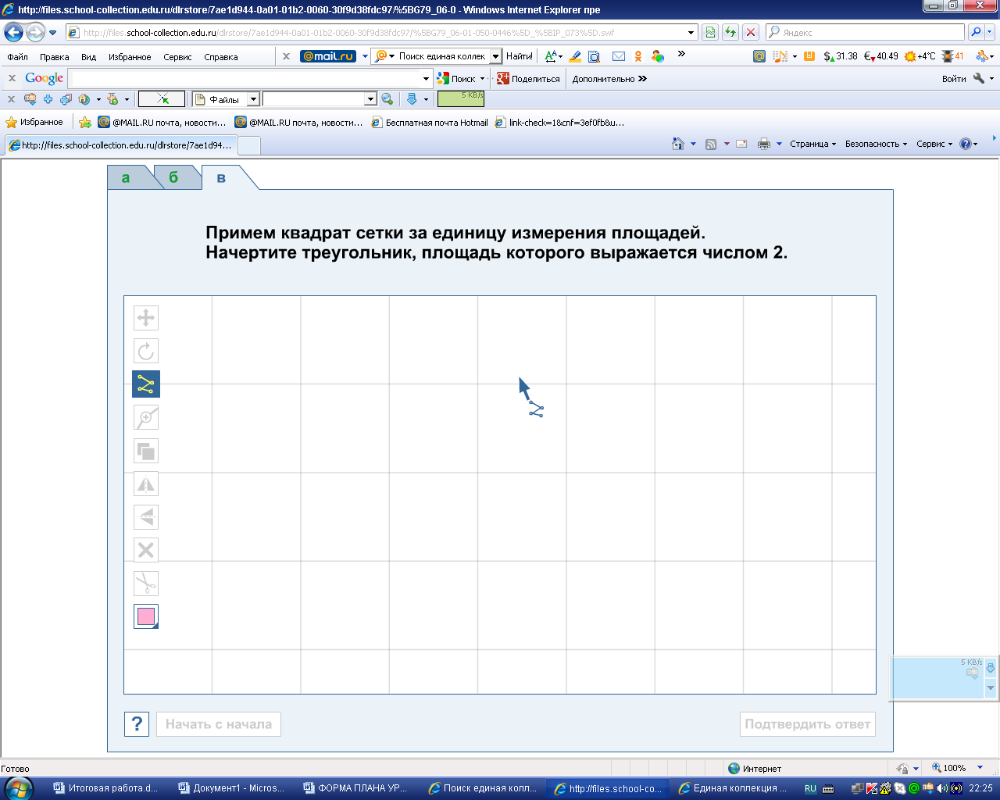 http://files.school-collection.edu.ru/dlrstore/7ae1d944-0a01-01b2-0060-30f9d38fdc97/%5BG79_06-0 - Windows Internet Explorer пре
http://files.school-collection.edu.ru/dlrstore/7ae1d944-0a01-01b2-0060-30f9d38fdc97/%5BG79_06-01-050-0446%5D_%5BIP_073%5D.swf
Яндекс
Файл Правка Вид Избранное Сервис Справка
x @mail.ru Поиск единая коллек Найти! » $ 31.38 € 40.49 +4°C 41
x Google Поиск Поделиться Дополнительно » Войти
x Файлы 5 KB/s
Избранное @MAIL.RU почта, новости... @MAIL.RU почта, новости... Бесплатная почта Hotmail link-check=1&cnf=3ef0fb&u...
http://files.school-collection.edu.ru/dlrstore/7ae1d94... Страница Безопасность Сервис
а б в
Примем квадрат сетки за единицу измерения площадей.
Начертите треугольник, площадь которого выражается числом 2.
5 KB/s
? Начать с начала Подтвердить ответ
Готово Интернет 100%
Итоговая работа.d... Документ1 - Micros... ФОРМА ПЛАНА УР... Поиск единая колл... http://files.school-co... Единая коллекция ... RU 22:25